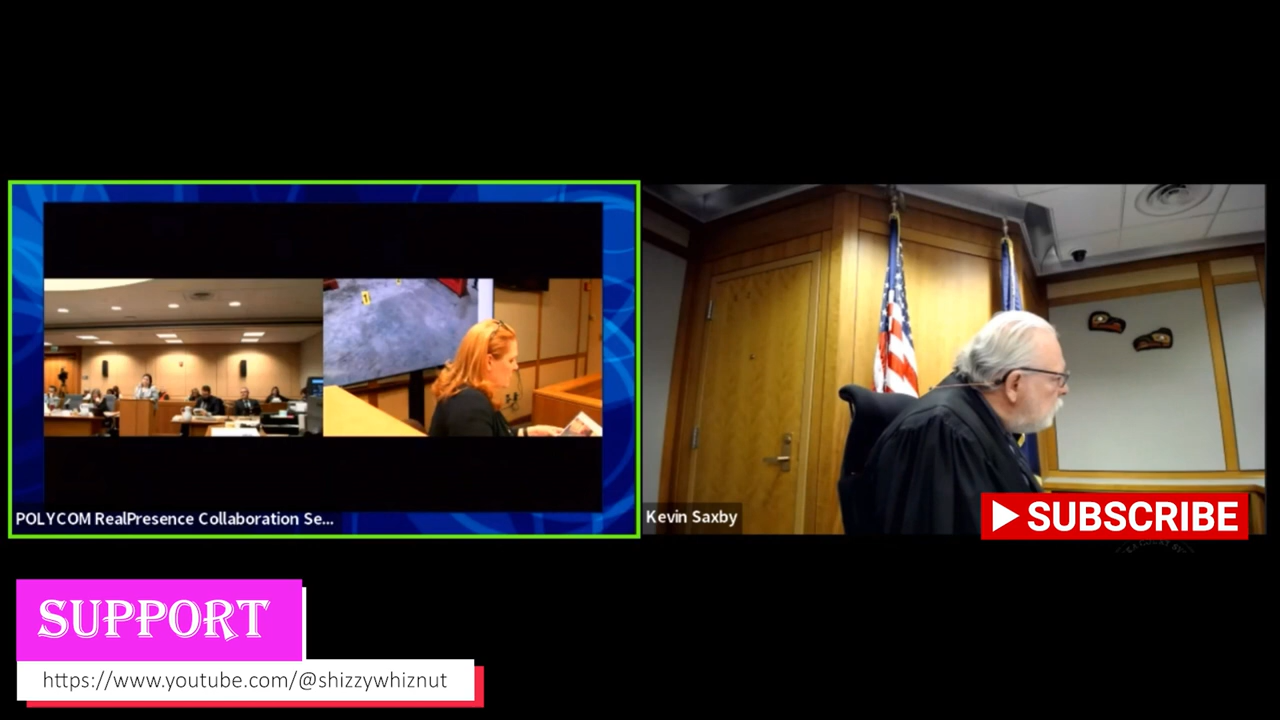 POLYCOM RealPresence Collaboration Se...
Kevin Saxby
SUBSCRIBE
SUPPORT
https://www.youtube.com/@shizzywhiznut